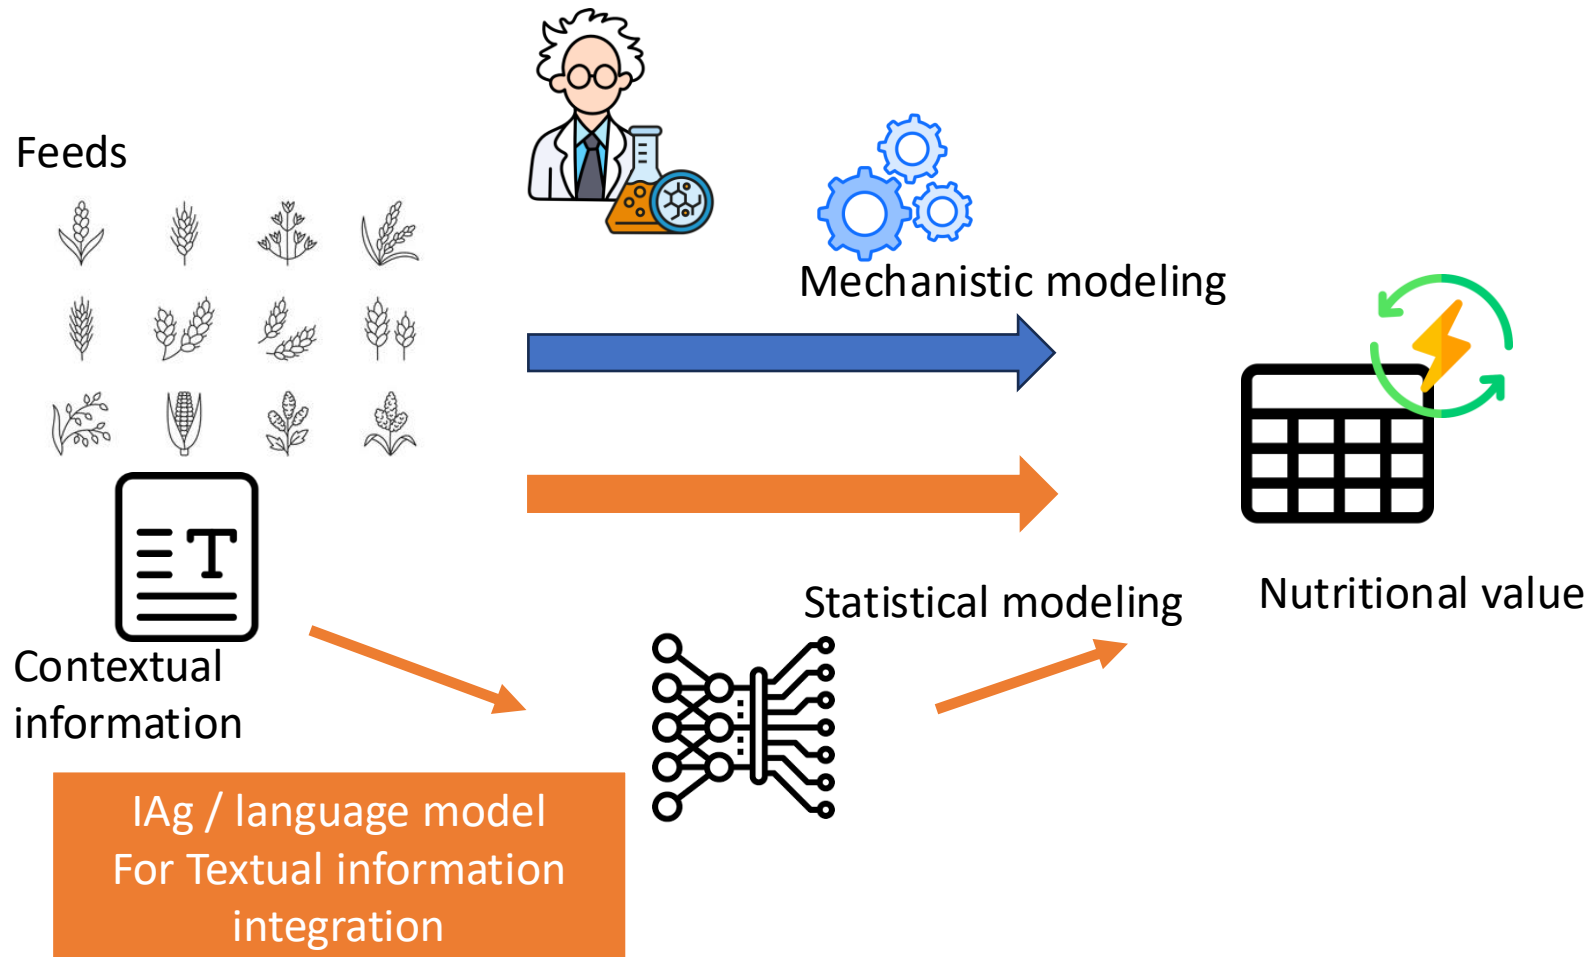 Feeds
Mechanistic modeling
T
Statistical modeling
Nutritional value
Contextual
information
IAg / language model
For Textual information
integration